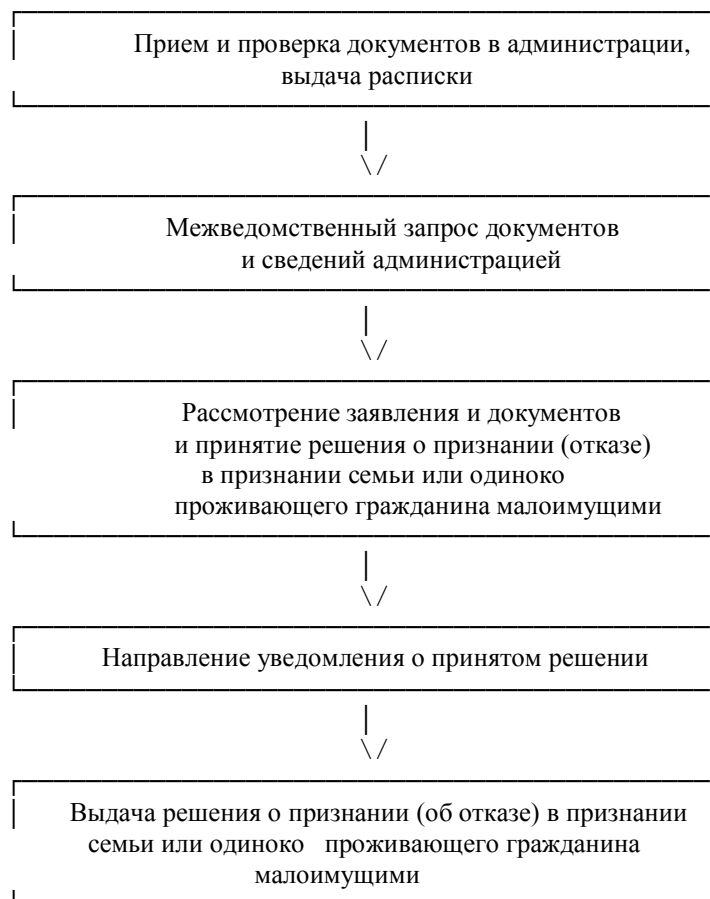 Прием и проверка документов в администрации,
выдача расписки
Межведомственный запрос документов
и сведений администрацией
Рассмотрение заявления и документов
и принятие решения о признании (отказе)
в признании семьи или одиноко
проживающего гражданина малоимущими
Направление уведомления о принятом решении
Выдача решения о признании (об отказе) в признании
семьи или одиноко проживающего гражданина
малоимущими